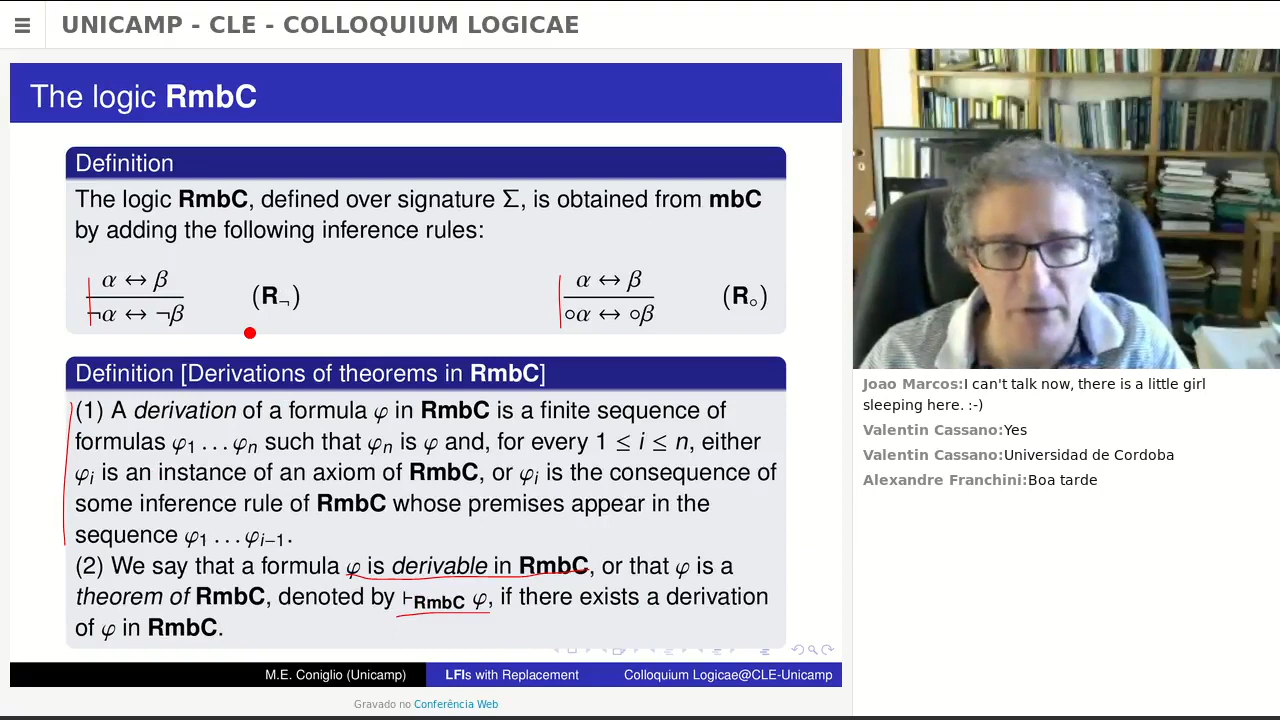 UNICAMP - CLE - COLLOQUIUM LOGICAE
The logic RmbC
Definition
The logic RmbC, defined over signature Σ, is obtained from mbC
by adding the following inference rules:
α ↔ β
¬α ↔ ¬β
(R¬)
α ↔ β
∘α ↔ ∘β
(R∘)
Definition [Derivations of theorems in RmbC]
(1) A derivation of a formula φ in RmbC is a finite sequence of
formulas φ₁ . . . φₙ such that φₙ is φ and, for every 1 ≤ i ≤ n, either
φᵢ is an instance of an axiom of RmbC, or φᵢ is the consequence of
some inference rule of RmbC whose premises appear in the
sequence φ₁ . . . φᵢ₋₁.
(2) We say that a formula φ is derivable in RmbC, or that φ is a
theorem of RmbC, denoted by ⊢RmbC φ, if there exists a derivation
of φ in RmbC.
M.E. Coniglio (Unicamp) LFIs with Replacement Colloquium Logicae@CLE-Unicamp
Gravado no Conferência Web
Joao Marcos:I can't talk now, there is a little girl
sleeping here. :-)
Valentin Cassano:Yes
Valentin Cassano:Universidad de Cordoba
Alexandre Franchini:Boa tarde